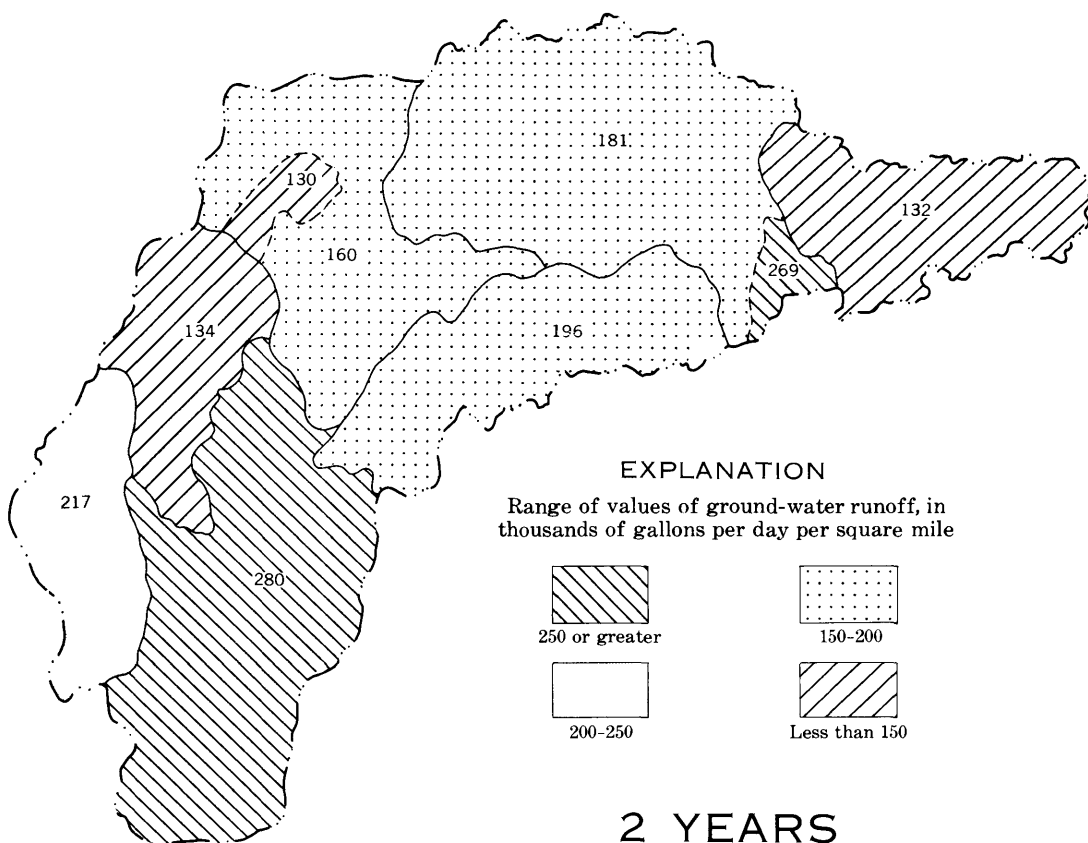 181
130
132
160
269
134
196
217
280
EXPLANATION
Range of values of ground-water runoff, in
thousands of gallons per day per square mile
250 or greater
150-200
200-250
Less than 150
2 YEARS